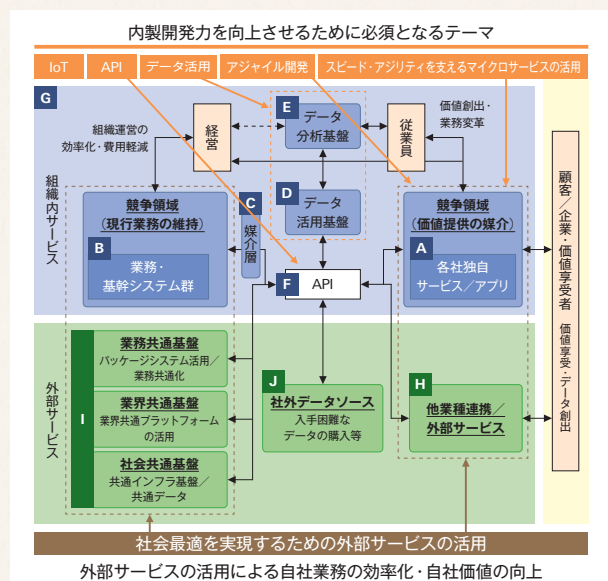 内製開発力を向上させるために必須となるテーマ
IoT
API
データ活用
アジャイル開発
スピード・アジリティを支えるマイクロサービスの活用
G
組織内サービス
組織運営の
効率化・費用軽減
経営
E
データ
分析基盤
従業員
価値創出・
業務変革
競争領域
(現行業務の維持)
B
業務・
基幹システム群
C
媒介層
D
データ
活用基盤
F
API
競争領域
(価値提供の媒介)
A
各社独自
サービス/アプリ
顧客/企業・価値享受者
価値享受・データ創出
外部サービス
I
業務共通基盤
パッケージシステム活用/
業務共通化
業界共通基盤
業界共通プラットフォーム
の活用
社会共通基盤
共通インフラ基盤/
共通データ
J
社外データソース
入手困難な
データの購入等
H
他業種連携/
外部サービス
社会最適を実現するための外部サービスの活用
外部サービスの活用による自社業務の効率化・自社価値の向上